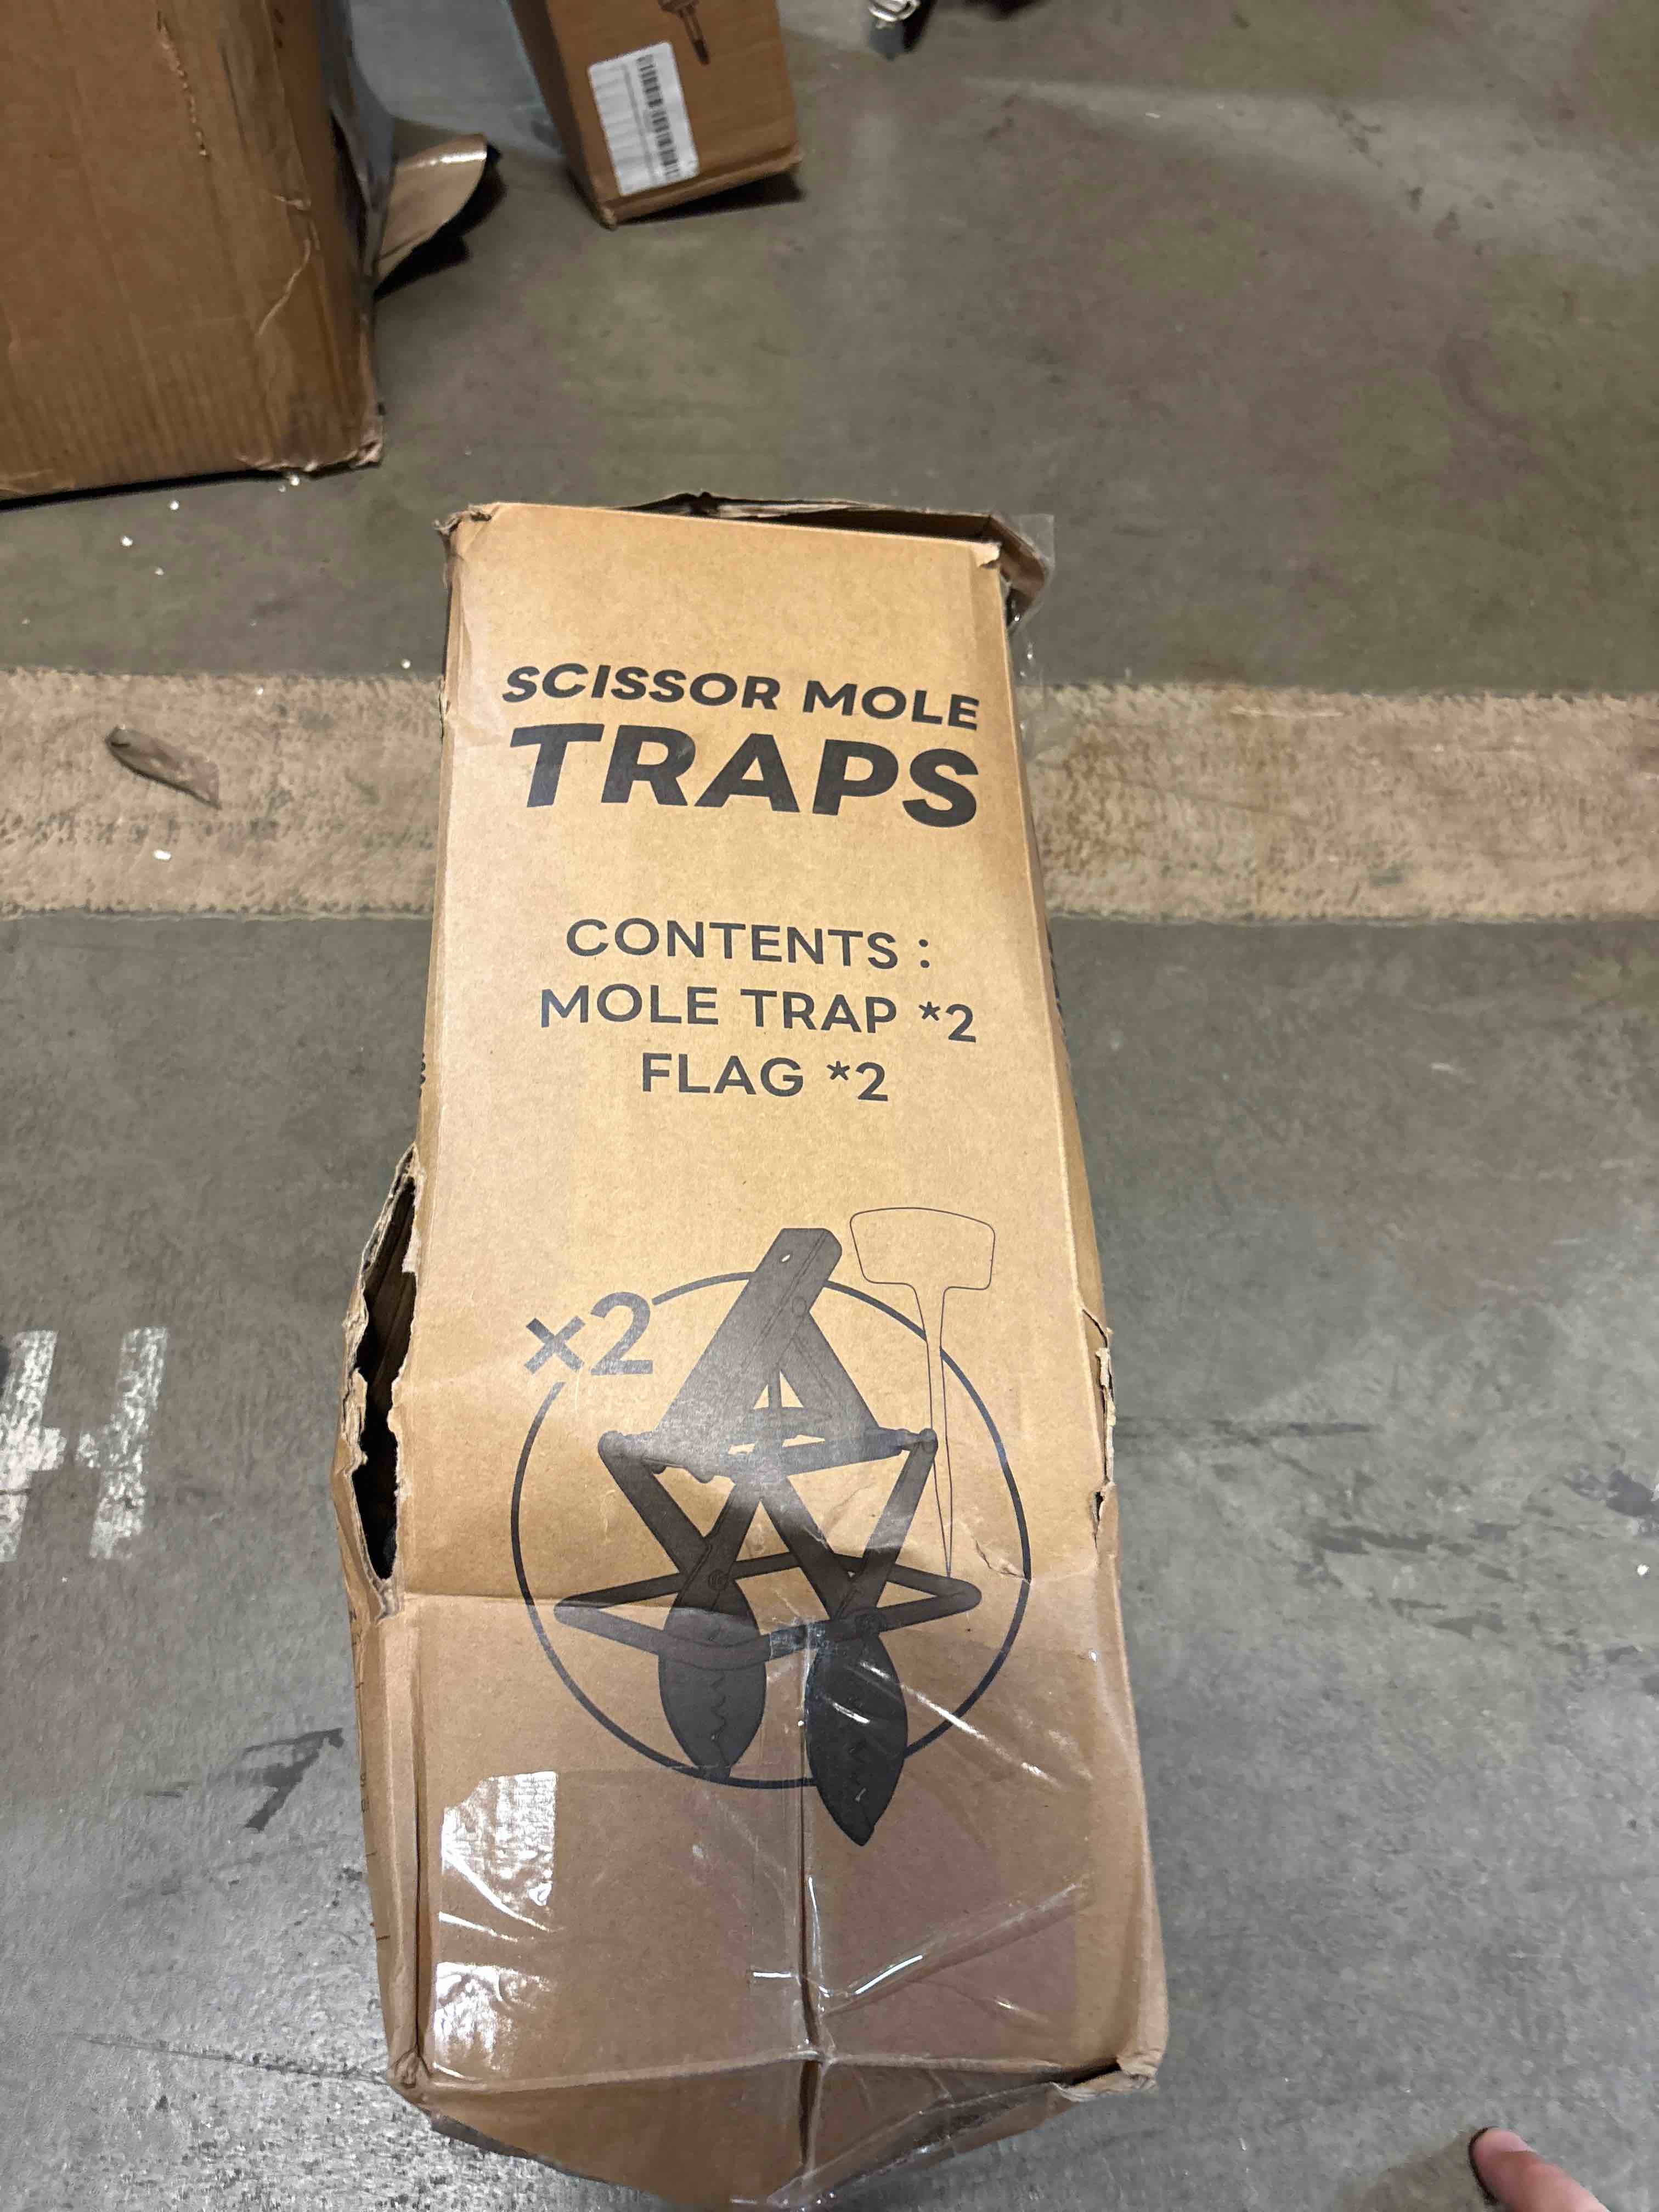 SCISSOR MOLE
TRAPS
CONTENTS :
MOLE TRAP *2
FLAG *2
×2
H